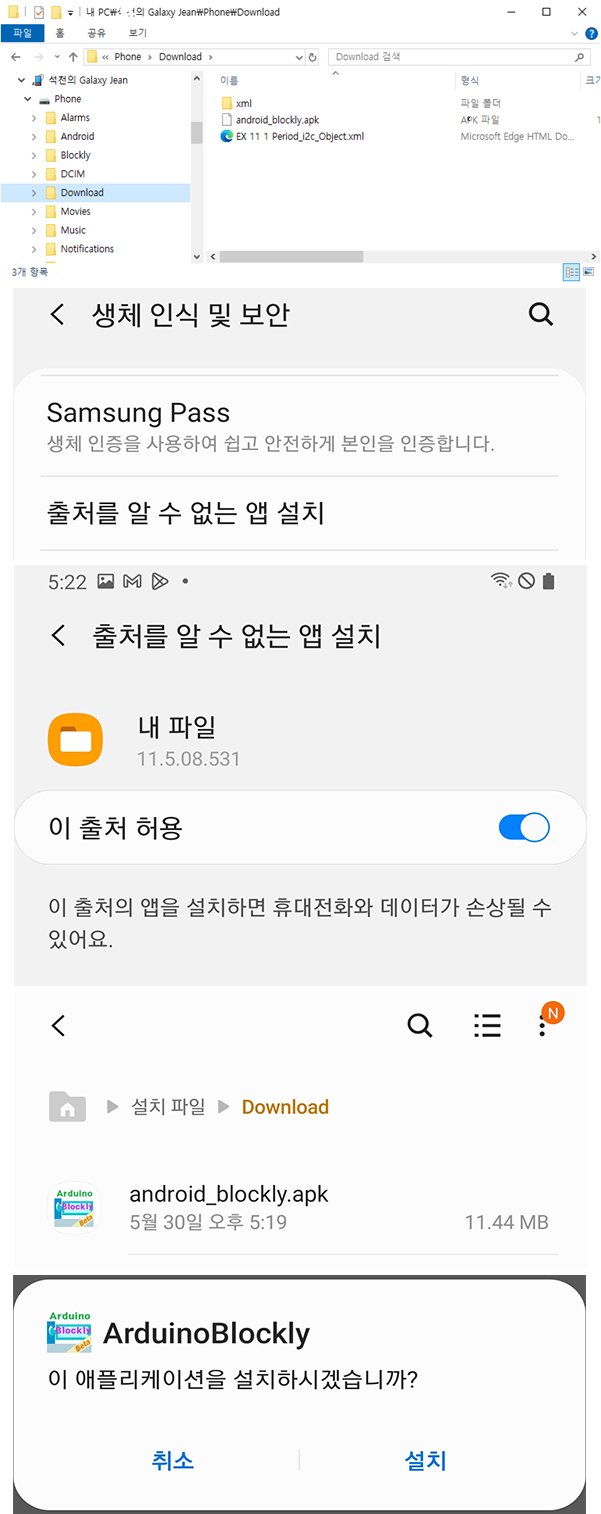 내 PC₩석천의 Galaxy Jean₩Phone₩Download
파일 홈 공유 보기
« Phone › Download ›
Download 검색
석천의 Galaxy Jean
Phone
Alarms
Android
Blockly
DCIM
Download
Movies
Music
Notifications
이름 형식 크기
xml 파일 폴더
android_blockly.apk APK 파일 1
EX 11 1 Period_i2c_Object.xml Microsoft Edge HTML Do...
3개 항목
생체 인식 및 보안
Samsung Pass
생체 인증을 사용하여 쉽고 안전하게 본인을 인증합니다.
출처를 알 수 없는 앱 설치
5:22
출처를 알 수 없는 앱 설치
내 파일
11.5.08.531
이 출처 허용
이 출처의 앱을 설치하면 휴대전화와 데이터가 손상될 수
있어요.
N
설치 파일 ▶ Download
Arduino
Blockly
Beta
android_blockly.apk
5월 30일 오후 5:19 11.44 MB
Arduino
Blockly
Beta
ArduinoBlockly
이 애플리케이션을 설치하시겠습니까?
취소 설치